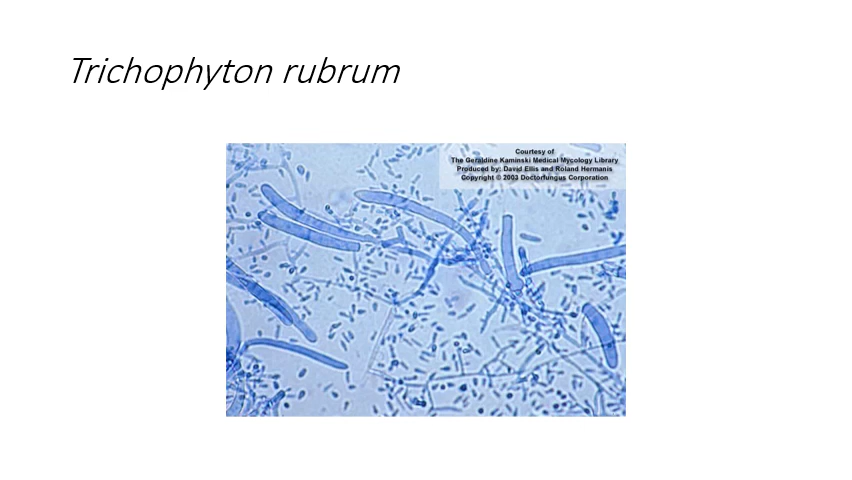 Trichophyton rubrum
Courtesy of
The Geraldine Kaminski Medical Mycology Library
Produced by: David Ellis and Roland Hermanis
Copyright © 2003 Doctorfungus Corporation